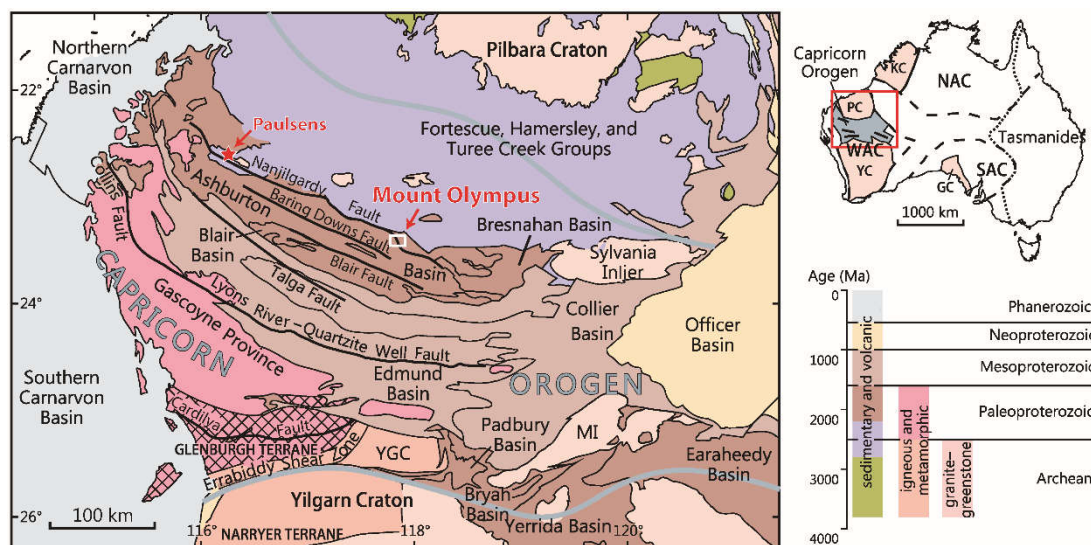 Northern
Carnarvon
Basin
Pilbara Craton
22°
Paulsens
Fortescue, Hamersley, and
Turee Creek Groups
Nanjilgardy
Fault
Mount Olympus
Collins Fault
Ashburton
Baring Downs Fault
Bresnahan Basin
Blair
Basin
Blair Fault
Basin
Sylvania
Inlier
Talga Fault
24°
CAPRICORN
Gascoyne Province
Lyons
River–Quartzite
Well Fault
Collier
Basin
Officer
Basin
Edmund
Basin
OROGEN
Southern
Carnarvon
Basin
Cardilya
Fault
GLENBURGH TERRANE
Errabiddy Shear Zone
YGC
Padbury
Basin
MI
Earaheedy
Basin
Bryah
Basin
Yilgarn Craton
Yerrida Basin
26°
100 km
116°
118°
120°
NARRYER TERRANE
Capricorn
Orogen
KC
NAC
PC
WAC
YC
GC
SAC
Tasmanides
1000 km
Age (Ma)
0
1000
2000
3000
4000
sedimentary and volcanic
igneous and
metamorphic
granite–
greenstone
Phanerozoic
Neoproterozoic
Mesoproterozoic
Paleoproterozoic
Archean